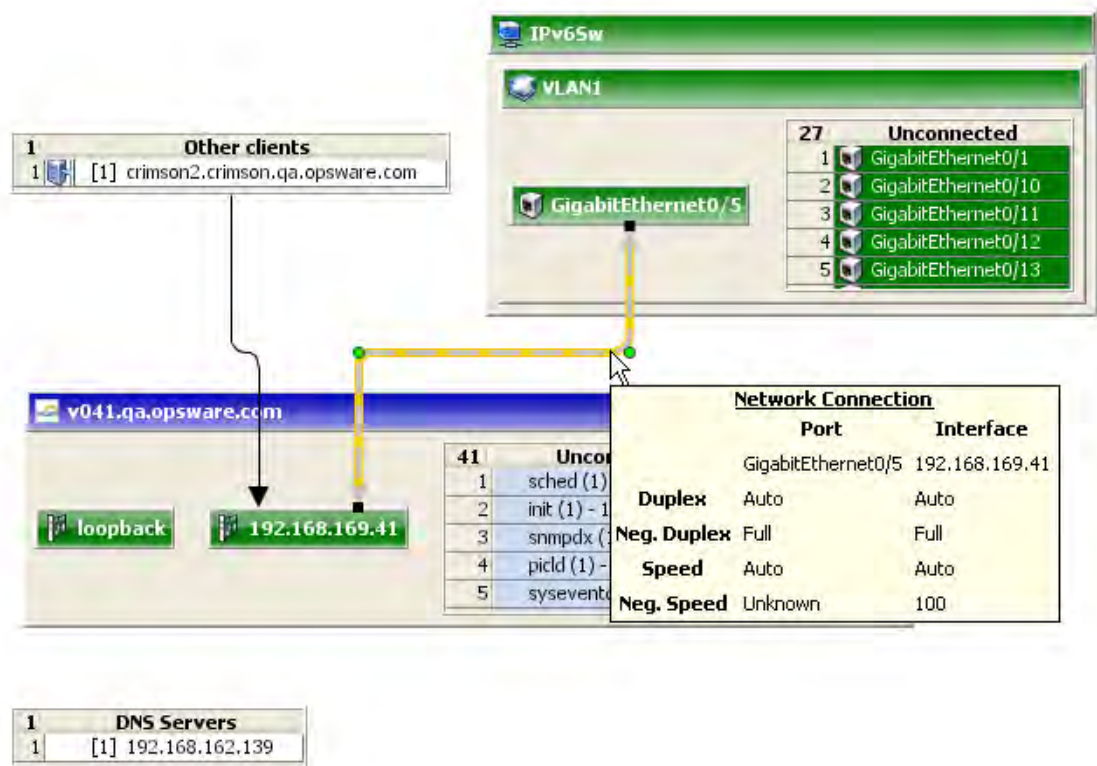 IPv6Sw
VLAN1
27 Unconnected
1 GigabitEthernet0/1
2 GigabitEthernet0/10
3 GigabitEthernet0/11
4 GigabitEthernet0/12
5 GigabitEthernet0/13
GigabitEthernet0/5
1 Other clients
1 [1] crimson2.crimson.qa.opsware.com
v041.qa.opsware.com
loopback
192.168.169.41
41 Uncon
1 sched (1)
2 init (1) - 1
3 snmpdx (
4 picld (1) -
5 sysevent
Network Connection
Port Interface
GigabitEthernet0/5 192.168.169.41
Duplex Auto Auto
Neg. Duplex Full Full
Speed Auto Auto
Neg. Speed Unknown 100
1 DNS Servers
1 [1] 192.168.162.139